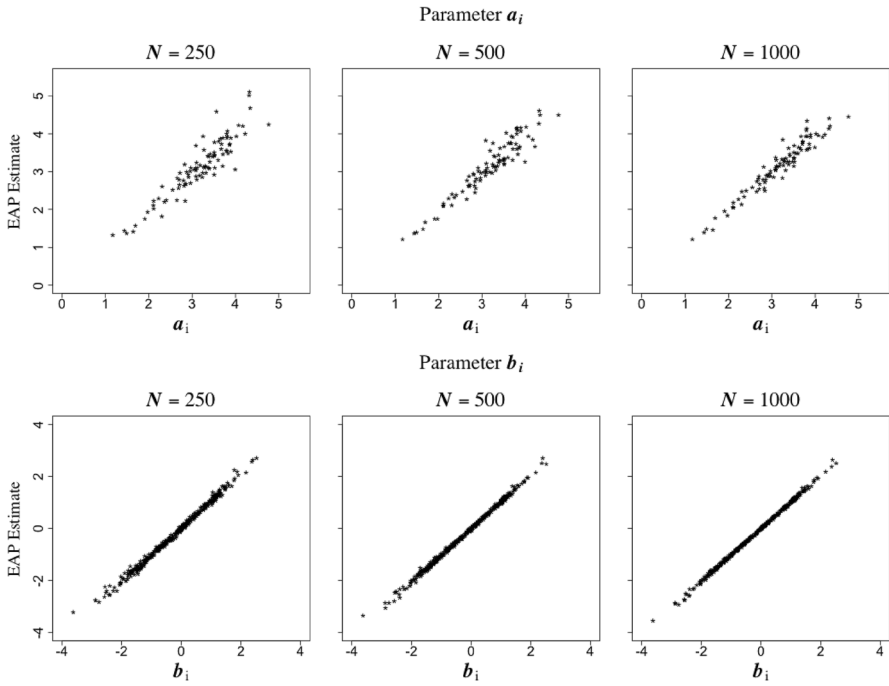 Parameter a_i
N = 250 N = 500 N = 1000
EAP Estimate
5
4
3
2
1
0
0 1 2 3 4 5 0 1 2 3 4 5 0 1 2 3 4 5
a_i a_i a_i
Parameter b_i
N = 250 N = 500 N = 1000
EAP Estimate
4
2
0
-2
-4
-4 -2 0 2 4 -4 -2 0 2 4 -4 -2 0 2 4
b_i b_i b_i